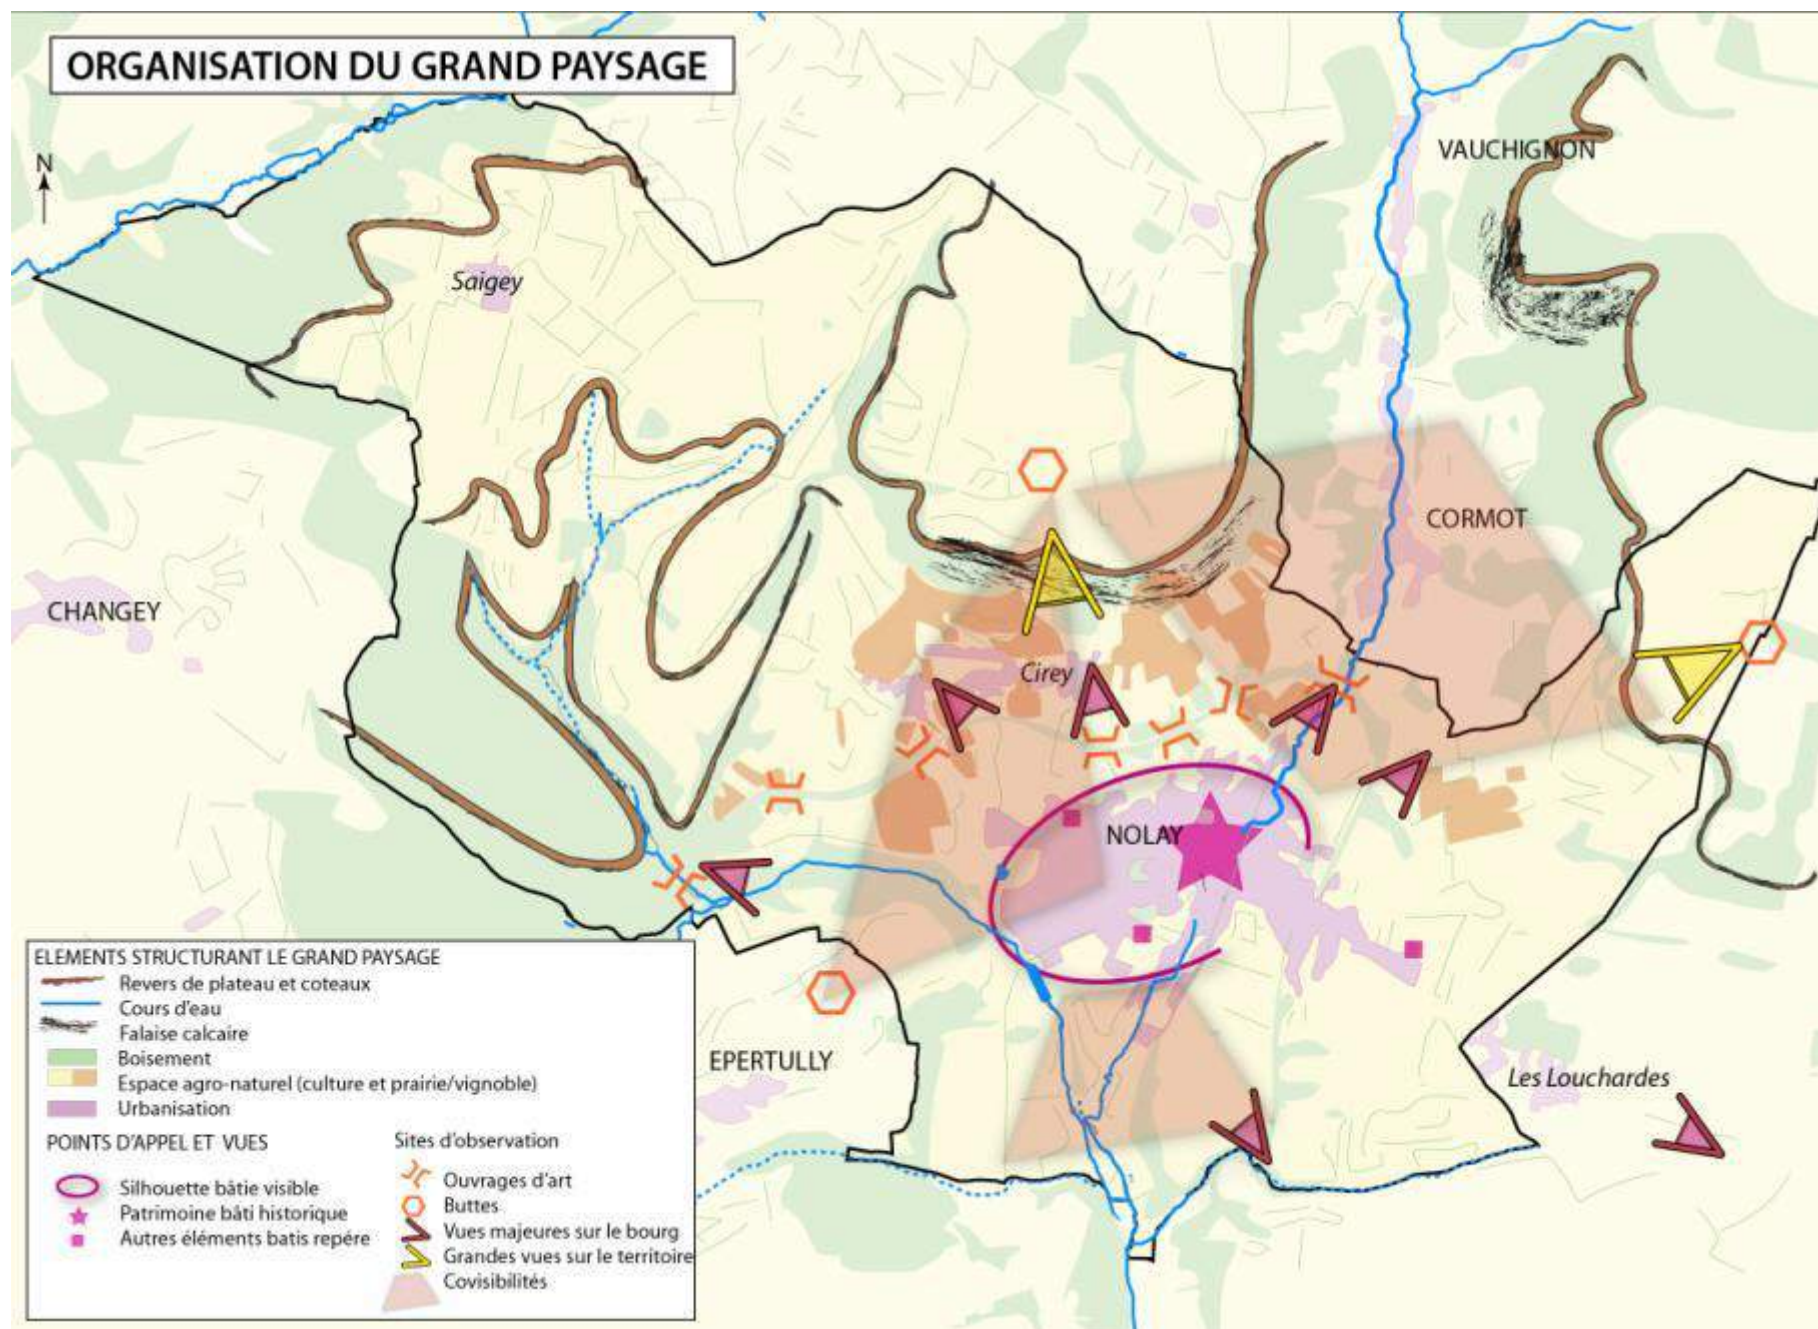 ORGANISATION DU GRAND PAYSAGE
N
VAUCHIGNON
Saigey
CORMOT
CHANGEY
Cirey
NOLAY
EPERTULLY
Les Louchardes
ELEMENTS STRUCTURANT LE GRAND PAYSAGE
Revers de plateau et coteaux
Cours d'eau
Falaise calcaire
Boisement
Espace agro-naturel (culture et prairie/vignoble)
Urbanisation
POINTS D'APPEL ET VUES
Silhouette bâtie visible
Patrimoine bâti historique
Autres éléments batis repére
Sites d'observation
Ouvrages d'art
Buttes
Vues majeures sur le bourg
Grandes vues sur le territoire
Covisibilités